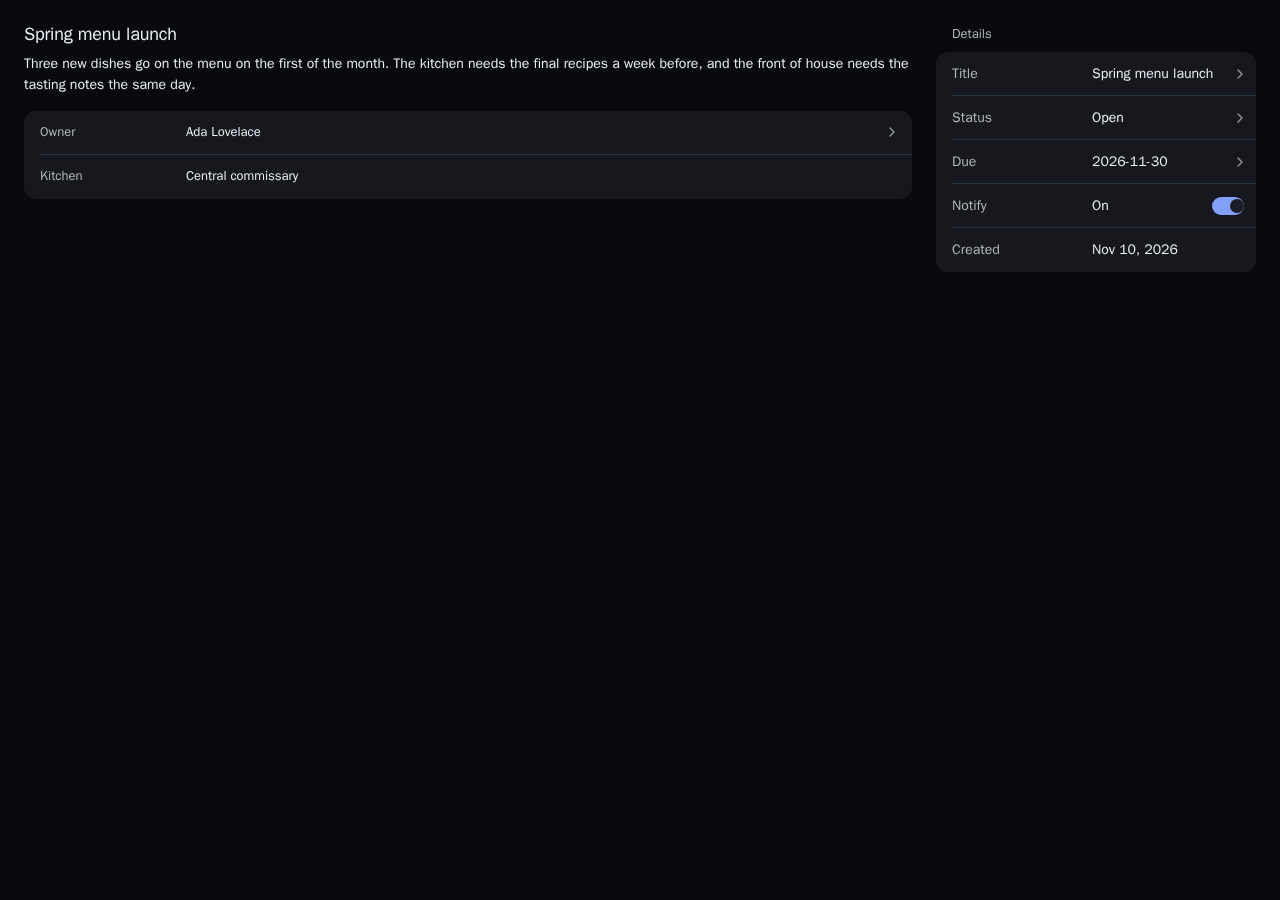 Spring menu launch
Three new dishes go on the menu on the first of the month. The kitchen needs the final recipes a week before, and the front of house needs the
tasting notes the same day.
Owner Ada Lovelace
Kitchen Central commissary
Details
Title Spring menu launch
Status Open
Due 2026-11-30
Notify On
Created Nov 10, 2026